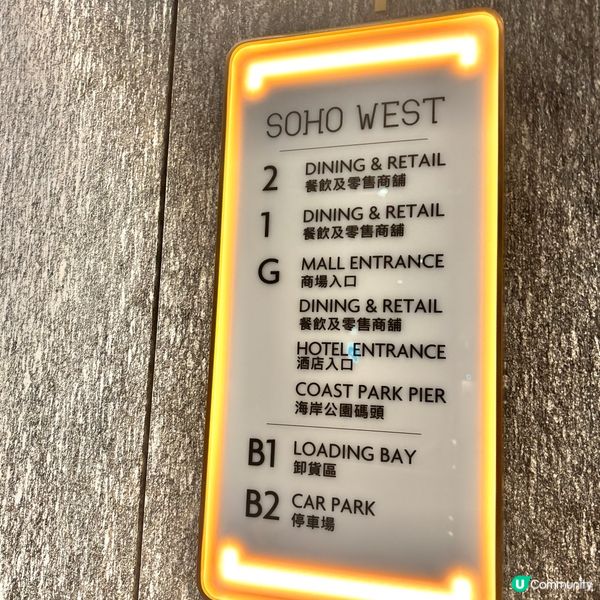 SOHO WEST
2 DINING & RETAIL
餐飲及零售商舖
1 DINING & RETAIL
餐飲及零售商舖
G MALL ENTRANCE
商場入口
DINING & RETAIL
餐飲及零售商舖
HOTEL ENTRANCE
酒店入口
COAST PARK PIER
海岸公園碼頭
B1 LOADING BAY
卸貨區
B2 CAR PARK
停車場
U Community